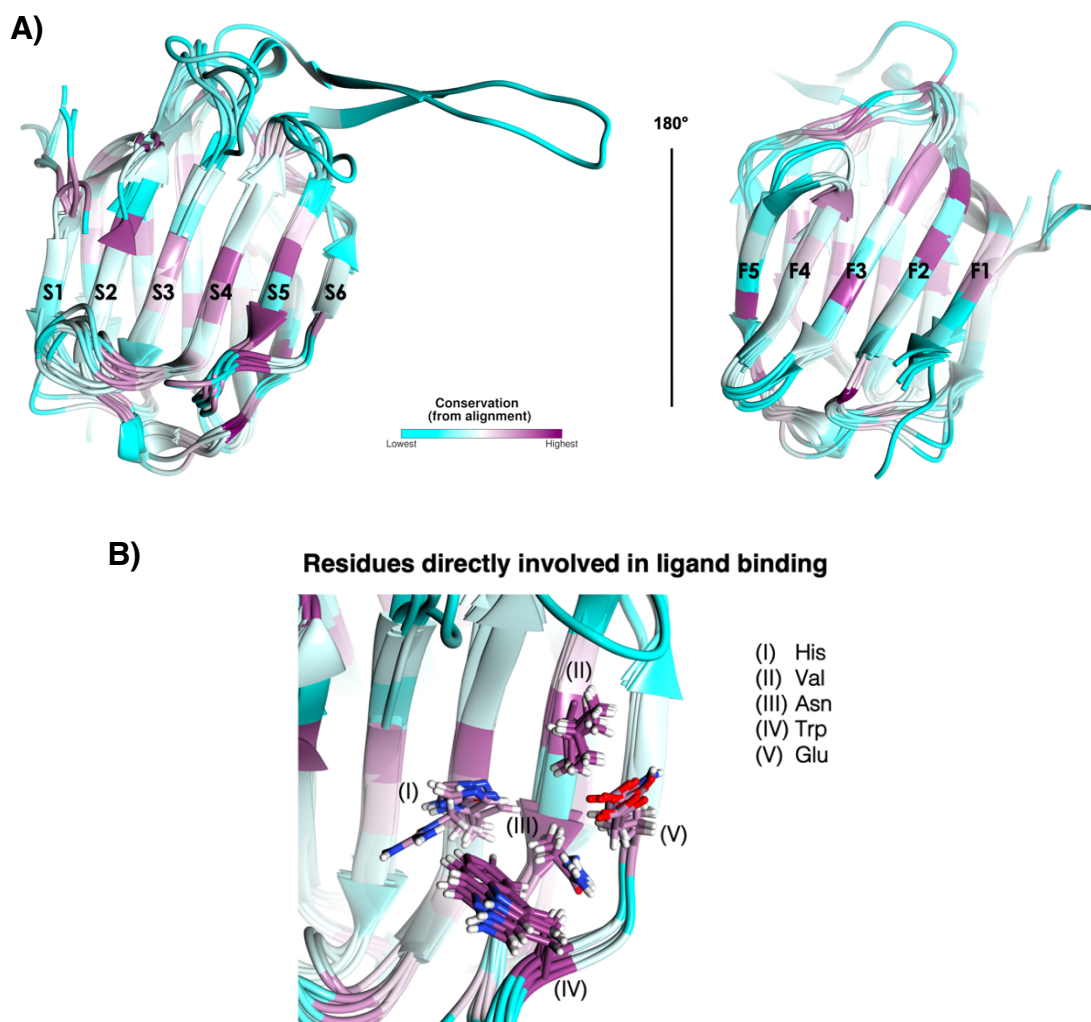 A)
180°
S1 S2 S3 S4 S5 S6
F5 F4 F3 F2 F1
Conservation
(from alignment)
Lowest Highest
B)
Residues directly involved in ligand binding
(I) His
(II) Val
(III) Asn
(IV) Trp
(V) Glu
(II)
(I)
(III)
(V)
(IV)